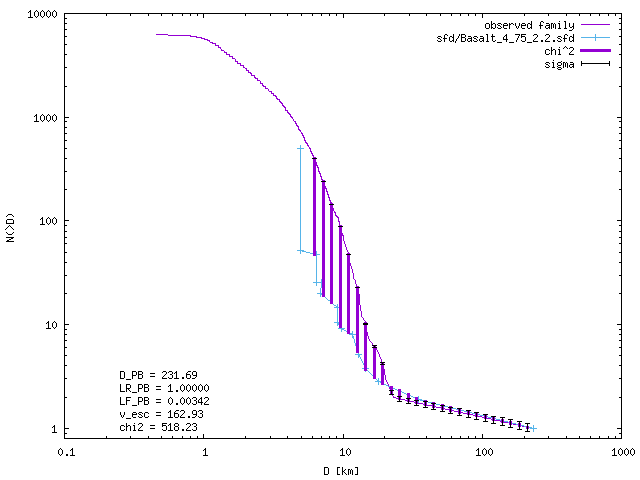 10000
1000
100
10
1
N(>D)
observed family
sfd/Basalt_4_75_2.2.sfd
chi^2
sigma
D_PB = 231.69
LR_PB = 1.00000
LF_PB = 0.00342
v_esc = 162.93
chi2 = 518.23
0.1 1 10 100 1000
D [km]